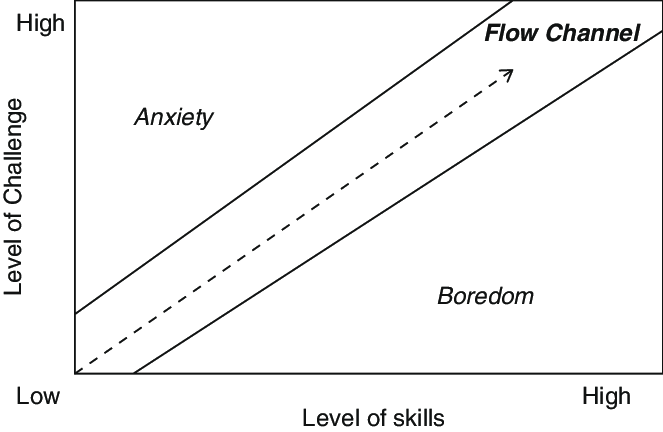 High
Flow Channel
Anxiety
Level of Challenge
Boredom
Low
High
Level of skills